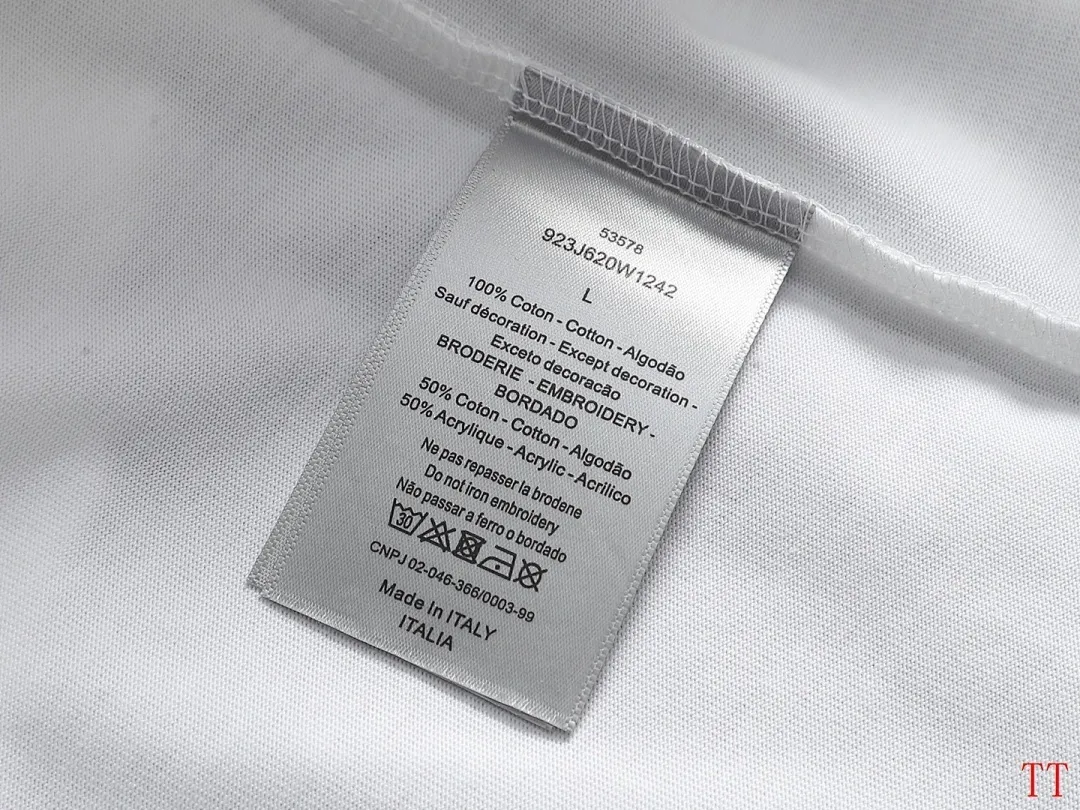 53578
923J620W1242
L
100% Coton - Cotton - Algodão
Sauf décoration - Except decoration -
Exceto decoracão
BRODERIE - EMBROIDERY -
BORDADO
50% Coton - Cotton - Algodão
50% Acrylique - Acrylic - Acrilico
Ne pas repasser la brodene
Do not iron embroidery
Não passar a ferro o bordado
30
CNPJ 02-046-366/0003-99
Made In ITALY
ITALIA
TT